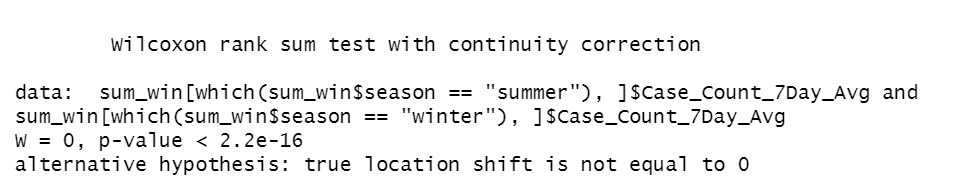 Wilcoxon rank sum test with continuity correction
data:  sum_win[which(sum_win$season == "summer"), ]$Case_Count_7Day_Avg and
sum_win[which(sum_win$season == "winter"), ]$Case_Count_7Day_Avg
W = 0, p-value < 2.2e-16
alternative hypothesis: true location shift is not equal to 0